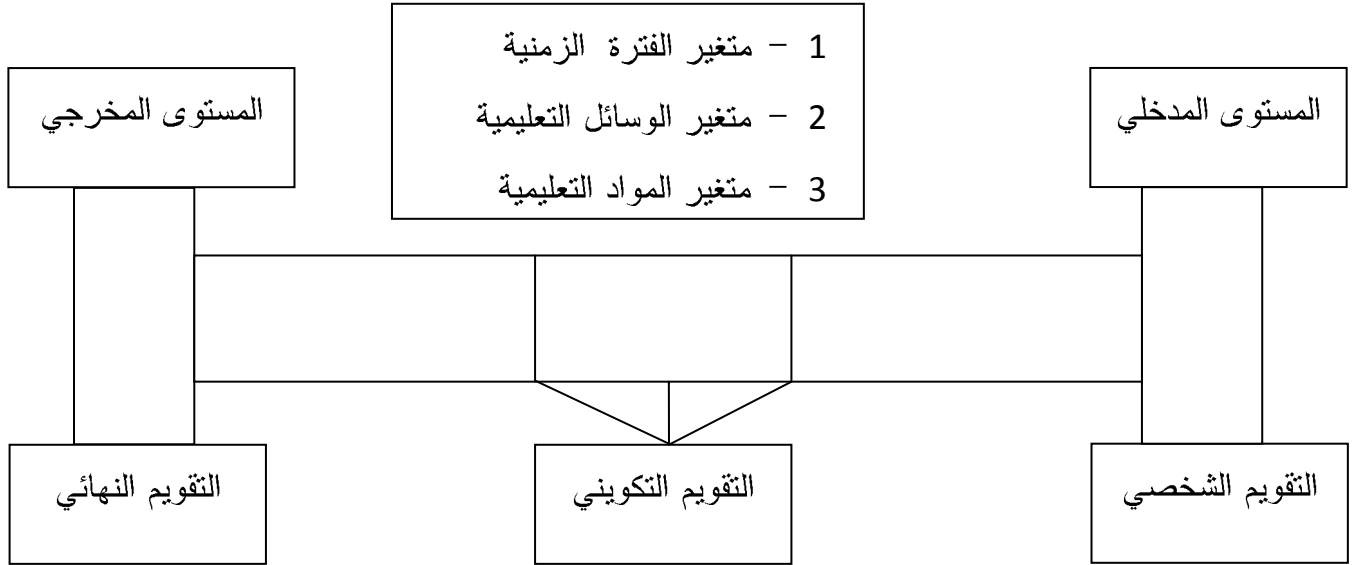 1 – متغير الفترة الزمنية
2 – متغير الوسائل التعليمية
3 – متغير المواد التعليمية
المستوى المدخلي
المستوى المخرجي
التقويم الشخصي
التقويم التكويني
التقويم النهائي